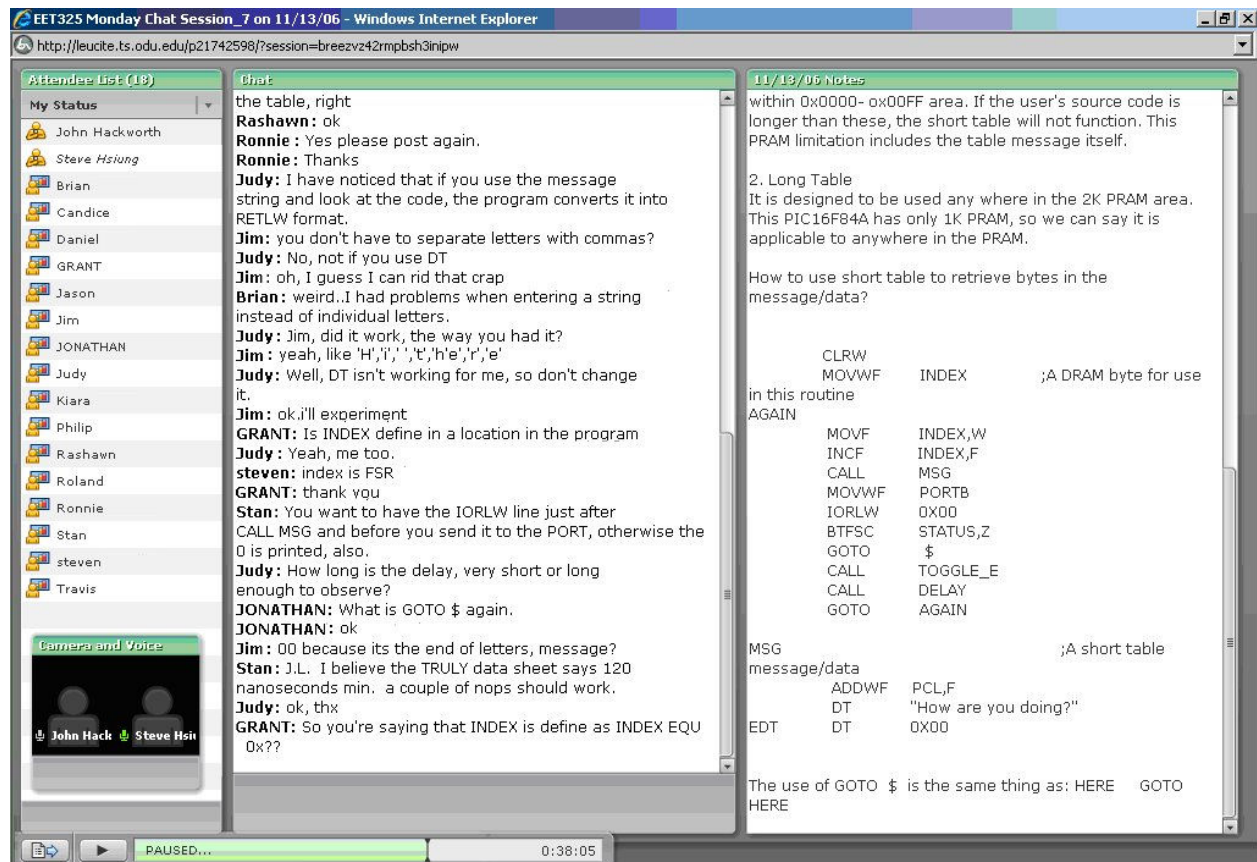 EET325 Monday Chat Session_7 on 11/13/06 - Windows Internet Explorer
http://leucite.ts.odu.edu/p21742598/?session=breezvz42rmpbsh3inipw
Attendee List (18)
My Status
John Hackworth
Steve Hsiung
Brian
Candice
Daniel
GRANT
Jason
Jim
JONATHAN
Judy
Kiara
Philip
Rashawn
Roland
Ronnie
Stan
steven
Travis
Camera and Voice
John Hack
Steve Hsiu
Chat
the table, right
Rashawn: ok
Ronnie: Yes please post again.
Ronnie: Thanks
Judy: I have noticed that if you use the message
string and look at the code, the program converts it into
RETLW format.
Jim: you don't have to separate letters with commas?
Judy: No, not if you use DT
Jim: oh, I guess I can rid that crap
Brian: weird..I had problems when entering a string
instead of individual letters.
Judy: Jim, did it work, the way you had it?
Jim: yeah, like 'H','i',' ','t','h'e','r','e'
Judy: Well, DT isn't working for me, so don't change
it.
Jim: ok.i'll experiment
GRANT: Is INDEX define in a location in the program
Judy: Yeah, me too.
steven: index is FSR
GRANT: thank you
Stan: You want to have the IORLW line just after
CALL MSG and before you send it to the PORT, otherwise the
0 is printed, also.
Judy: How long is the delay, very short or long
enough to observe?
JONATHAN: What is GOTO $ again.
JONATHAN: ok
Jim: 00 because its the end of letters, message?
Stan: J.L. I believe the TRULY data sheet says 120
nanoseconds min. a couple of nops should work.
Judy: ok, thx
GRANT: So you're saying that INDEX is define as INDEX EQU
0x??
11/13/06 Notes
within 0x0000- ox00FF area. If the user's source code is
longer than these, the short table will not function. This
PRAM limitation includes the table message itself.
2. Long Table
It is designed to be used any where in the 2K PRAM area.
This PIC16F84A has only 1K PRAM, so we can say it is
applicable to anywhere in the PRAM.
How to use short table to retrieve bytes in the
message/data?
CLRW
MOVWF INDEX ;A DRAM byte for use
in this routine
AGAIN
MOVF INDEX,W
INCF INDEX,F
CALL MSG
MOVWF PORTB
IORLW 0X00
BTFSC STATUS,Z
GOTO $
CALL TOGGLE_E
CALL DELAY
GOTO AGAIN
MSG ;A short table
message/data
ADDWF PCL,F
DT "How are you doing?"
EDT DT 0X00
The use of GOTO $ is the same thing as: HERE GOTO
HERE
PAUSED...
0:38:05